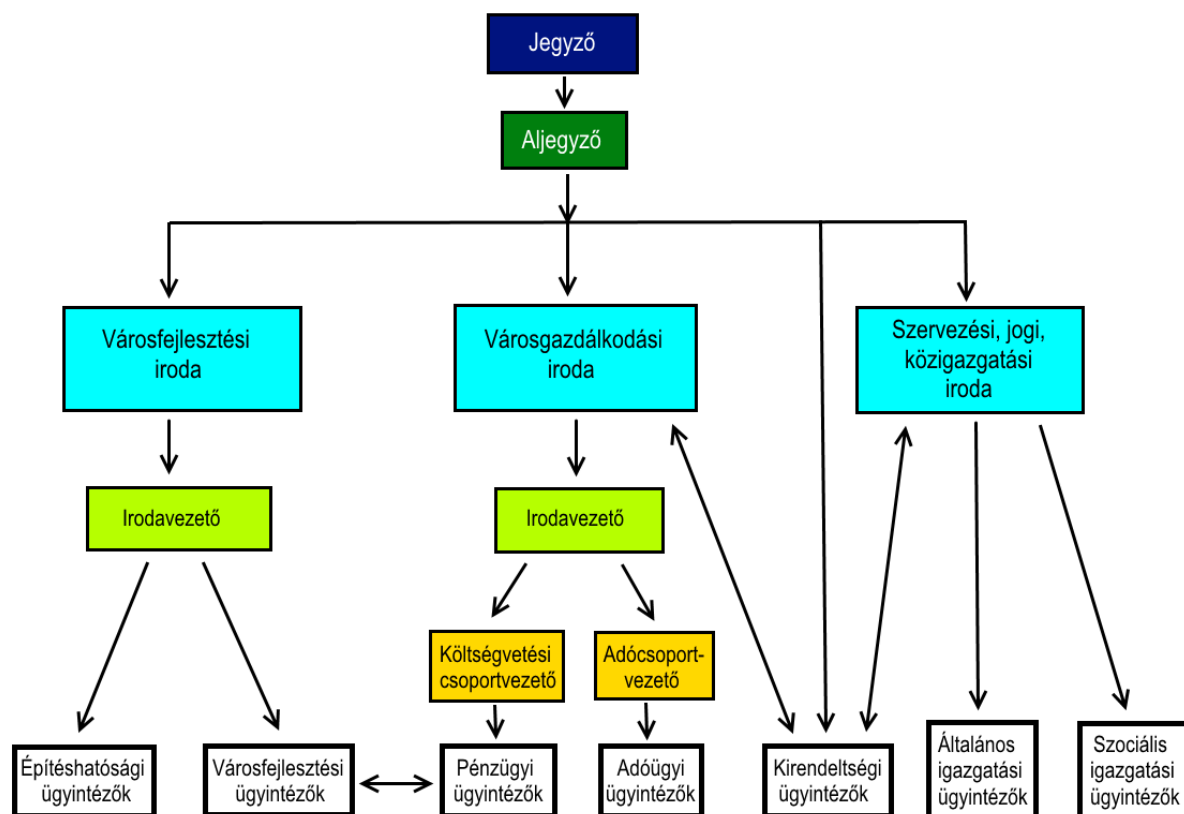 Jegyző
Aljegyző
Városfejlesztési
iroda
Városgazdálkodási
iroda
Szervezési, jogi,
közigazgatási
iroda
Irodavezető
Irodavezető
Költségvetési
csoportvezető
Adócsoport-
vezető
Építéshatósági
ügyintézők
Városfejlesztési
ügyintézők
Pénzügyi
ügyintézők
Adóügyi
ügyintézők
Kirendeltségi
ügyintézők
Általános
igazgatási
ügyintézők
Szociális
igazgatási
ügyintézők